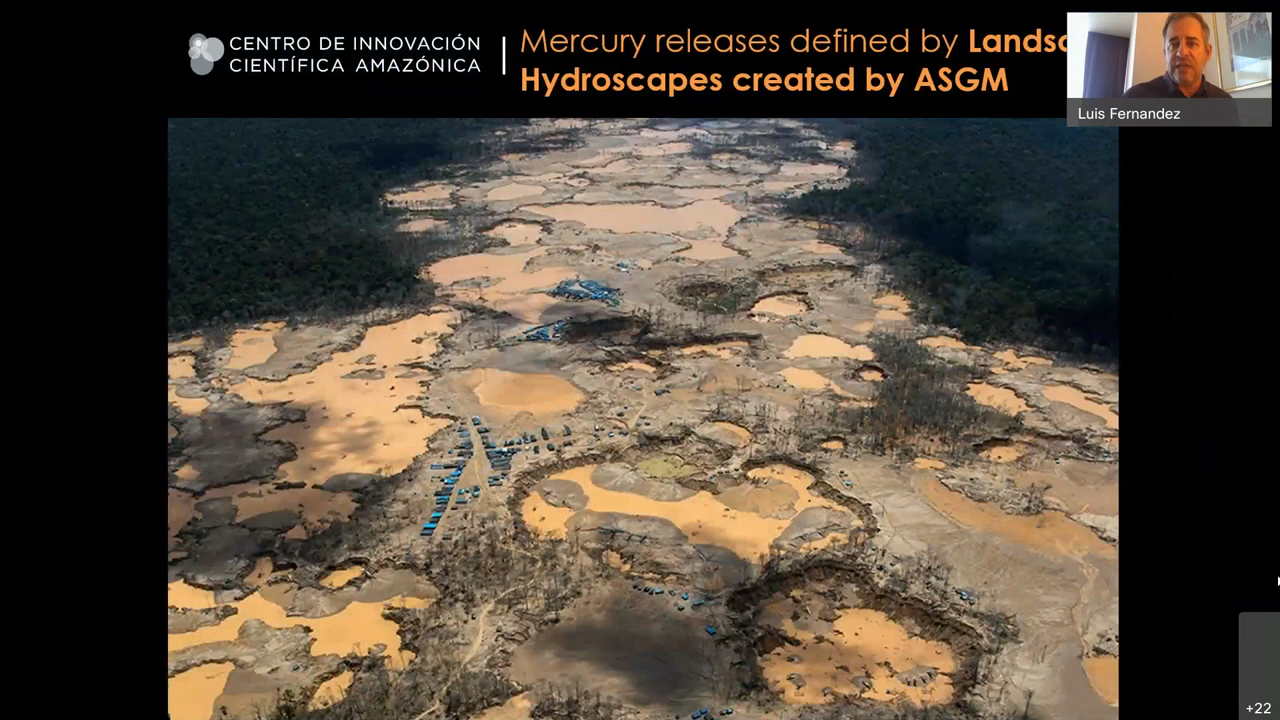 CENTRO DE INNOVACIÓN
CIENTÍFICA AMAZÓNICA
Mercury releases defined by
Hydroscapes created by ASGM
Luis Fernandez
+22